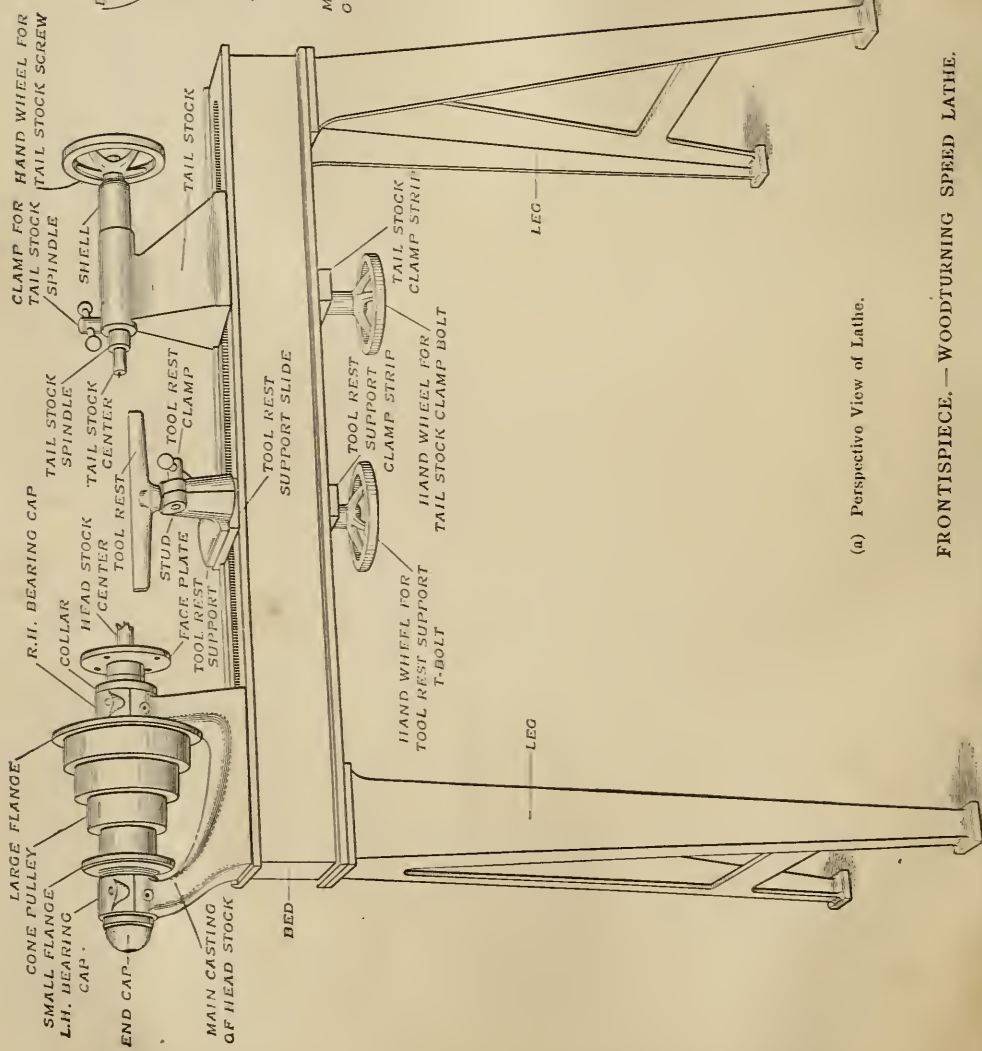 LARGE FLANGE
CONE PULLEY
SMALL FLANGE
L.H. BEARING
CAP
END CAP
MAIN CASTING
OF HEAD STOCK
BED
R.H. BEARING CAP
COLLAR
HEAD STOCK
CENTER
TOOL REST
STUD
FACE PLATE
TOOL REST
SUPPORT
TOOL REST
CLAMP
TAIL STOCK
SPINDLE
TAIL STOCK
CENTER
CLAMP FOR
TAIL STOCK
SPINDLE
SHELL
HAND WHEEL FOR
TAIL STOCK SCREW
TAIL STOCK
TOOL REST
SUPPORT SLIDE
HAND WHEEL FOR
TOOL REST SUPPORT
T-BOLT
TOOL REST
SUPPORT
CLAMP STRIP
HAND WHEEL FOR
TAIL STOCK CLAMP BOLT
TAIL STOCK
CLAMP STRIP
LEG
LEG
(a) Perspectivo View of Lathe.
FRONTISPIECE. — WOODTURNING SPEED LATHE.